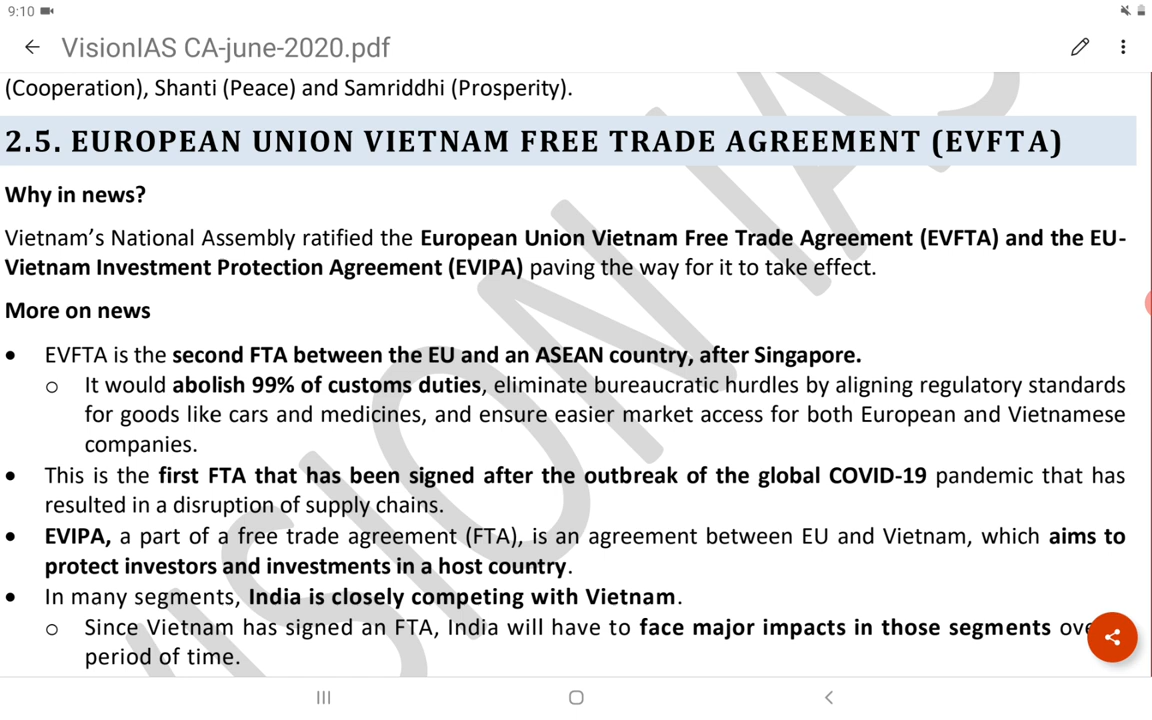 9:10
VisionIAS CA-june-2020.pdf
(Cooperation), Shanti (Peace) and Samriddhi (Prosperity).
2.5. EUROPEAN UNION VIETNAM FREE TRADE AGREEMENT (EVFTA)
Why in news?
Vietnam’s National Assembly ratified the European Union Vietnam Free Trade Agreement (EVFTA) and the EU-
Vietnam Investment Protection Agreement (EVIPA) paving the way for it to take effect.
More on news
• EVFTA is the second FTA between the EU and an ASEAN country, after Singapore.
o It would abolish 99% of customs duties, eliminate bureaucratic hurdles by aligning regulatory standards
for goods like cars and medicines, and ensure easier market access for both European and Vietnamese
companies.
• This is the first FTA that has been signed after the outbreak of the global COVID-19 pandemic that has
resulted in a disruption of supply chains.
• EVIPA, a part of a free trade agreement (FTA), is an agreement between EU and Vietnam, which aims to
protect investors and investments in a host country.
• In many segments, India is closely competing with Vietnam.
o Since Vietnam has signed an FTA, India will have to face major impacts in those segments
period of time.
VISION IAS